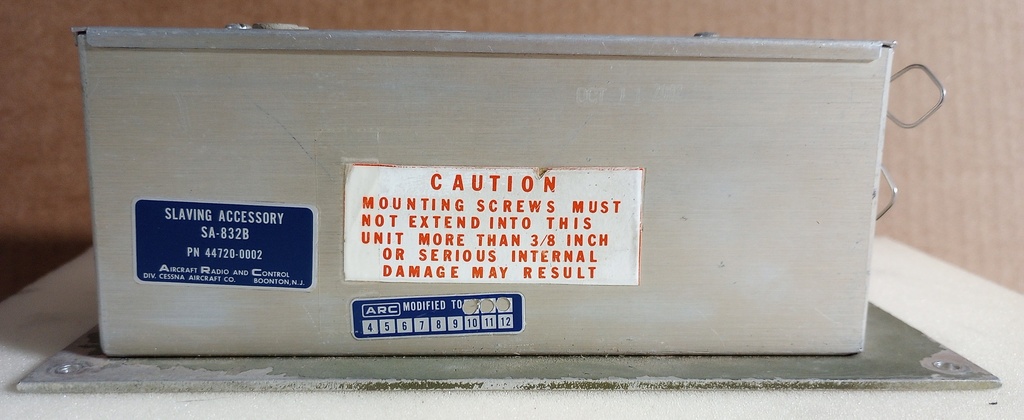 SLAVING ACCESSORY
SA-832B
PN 44720-0002
AIRCRAFT RADIO AND CONTROL
DIV. CESSNA AIRCRAFT CO. BOONTON, N.J.
CAUTION
MOUNTING SCREWS MUST
NOT EXTEND INTO THIS
UNIT MORE THAN 3/8 INCH
OR SERIOUS INTERNAL
DAMAGE MAY RESULT
ARC MODIFIED TO
4 5 6 7 8 9 10 11 12